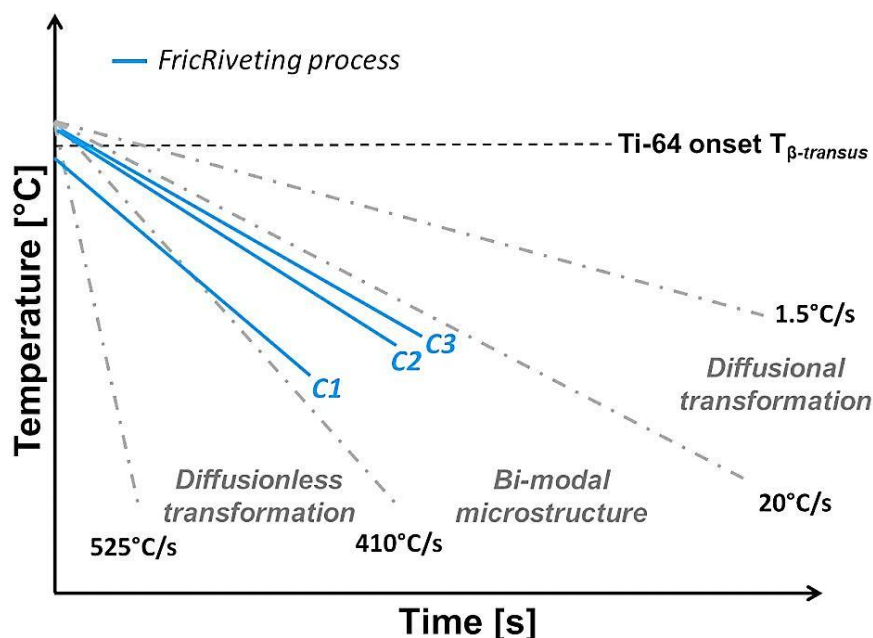 FricRiveting process
Ti-64 onset Tβ-transus
Temperature [°C]
1.5°C/s
C3
C2
C1
Diffusional
transformation
Diffusionless
transformation
Bi-modal
microstructure
20°C/s
525°C/s
410°C/s
Time [s]